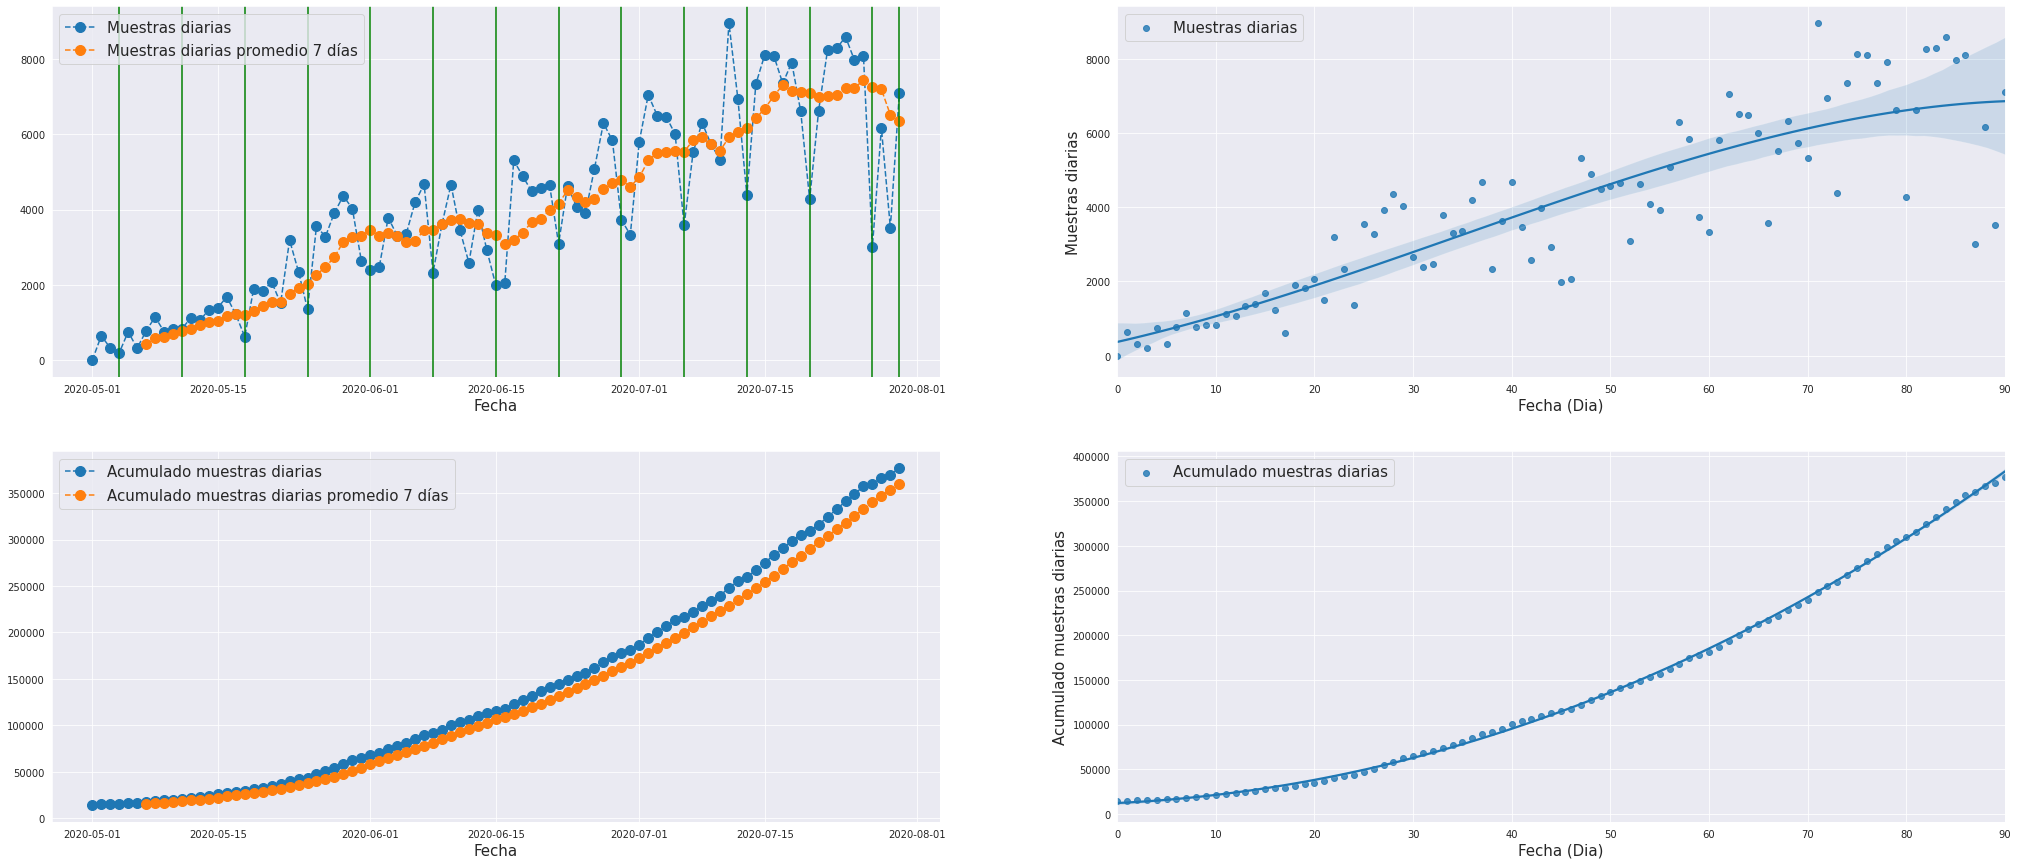 Muestras diarias
Muestras diarias promedio 7 días
8000
6000
4000
2000
0
2020-05-01 2020-05-15 2020-06-01 2020-06-15 2020-07-01 2020-07-15 2020-08-01
Fecha
Muestras diarias
Muestras diarias
8000
6000
4000
2000
0
0 10 20 30 40 50 60 70 80 90
Fecha (Dia)
Acumulado muestras diarias
Acumulado muestras diarias promedio 7 días
350000
300000
250000
200000
150000
100000
50000
0
2020-05-01 2020-05-15 2020-06-01 2020-06-15 2020-07-01 2020-07-15 2020-08-01
Fecha
Acumulado muestras diarias
Acumulado muestras diarias
400000
350000
300000
250000
200000
150000
100000
50000
0
0 10 20 30 40 50 60 70 80 90
Fecha (Dia)